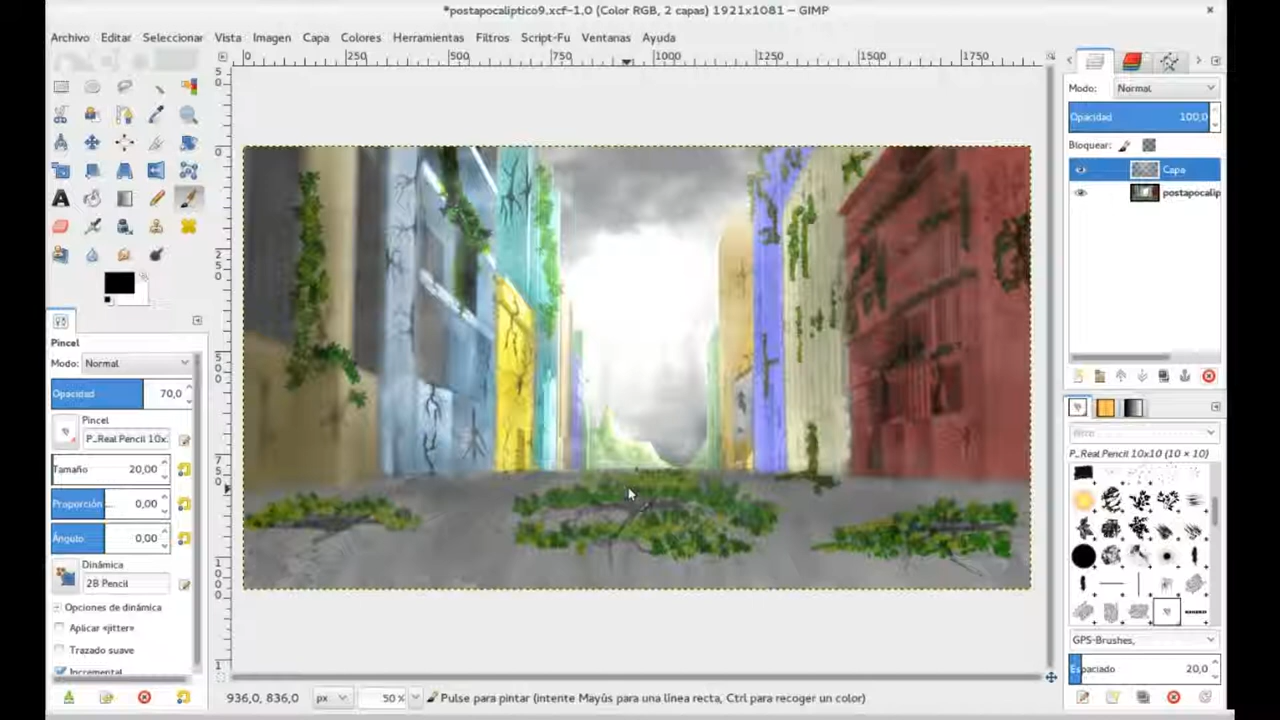 *postapocaliptico9.xcf-1.0 (Color RGB, 2 capas) 1921x1081 – GIMP
Archivo Editar Seleccionar Vista Imagen Capa Colores Herramientas Filtros Script-Fu Ventanas Ayuda
0 250 500 750 1000 1250 1500 1750
Modo: Normal
Opacidad 100,0
Bloquear:
Capa
postapocalip
Pincel
Modo: Normal
Opacidad 70,0
Pincel
P_Real Pencil 10x.
Tamaño 20,00
Proporción... 0,00
Ángulo 0,00
Dinámica
2B Pencil
Opciones de dinámica
Aplicar «jitter»
Trazado suave
Incremental
filtro
P_Real Pencil 10x10 (10 × 10)
GPS-Brushes,
Espaciado 20,0
936,0, 836,0 px 50 % Pulse para pintar (intente Mayús para una línea recta, Ctrl para recoger un color)